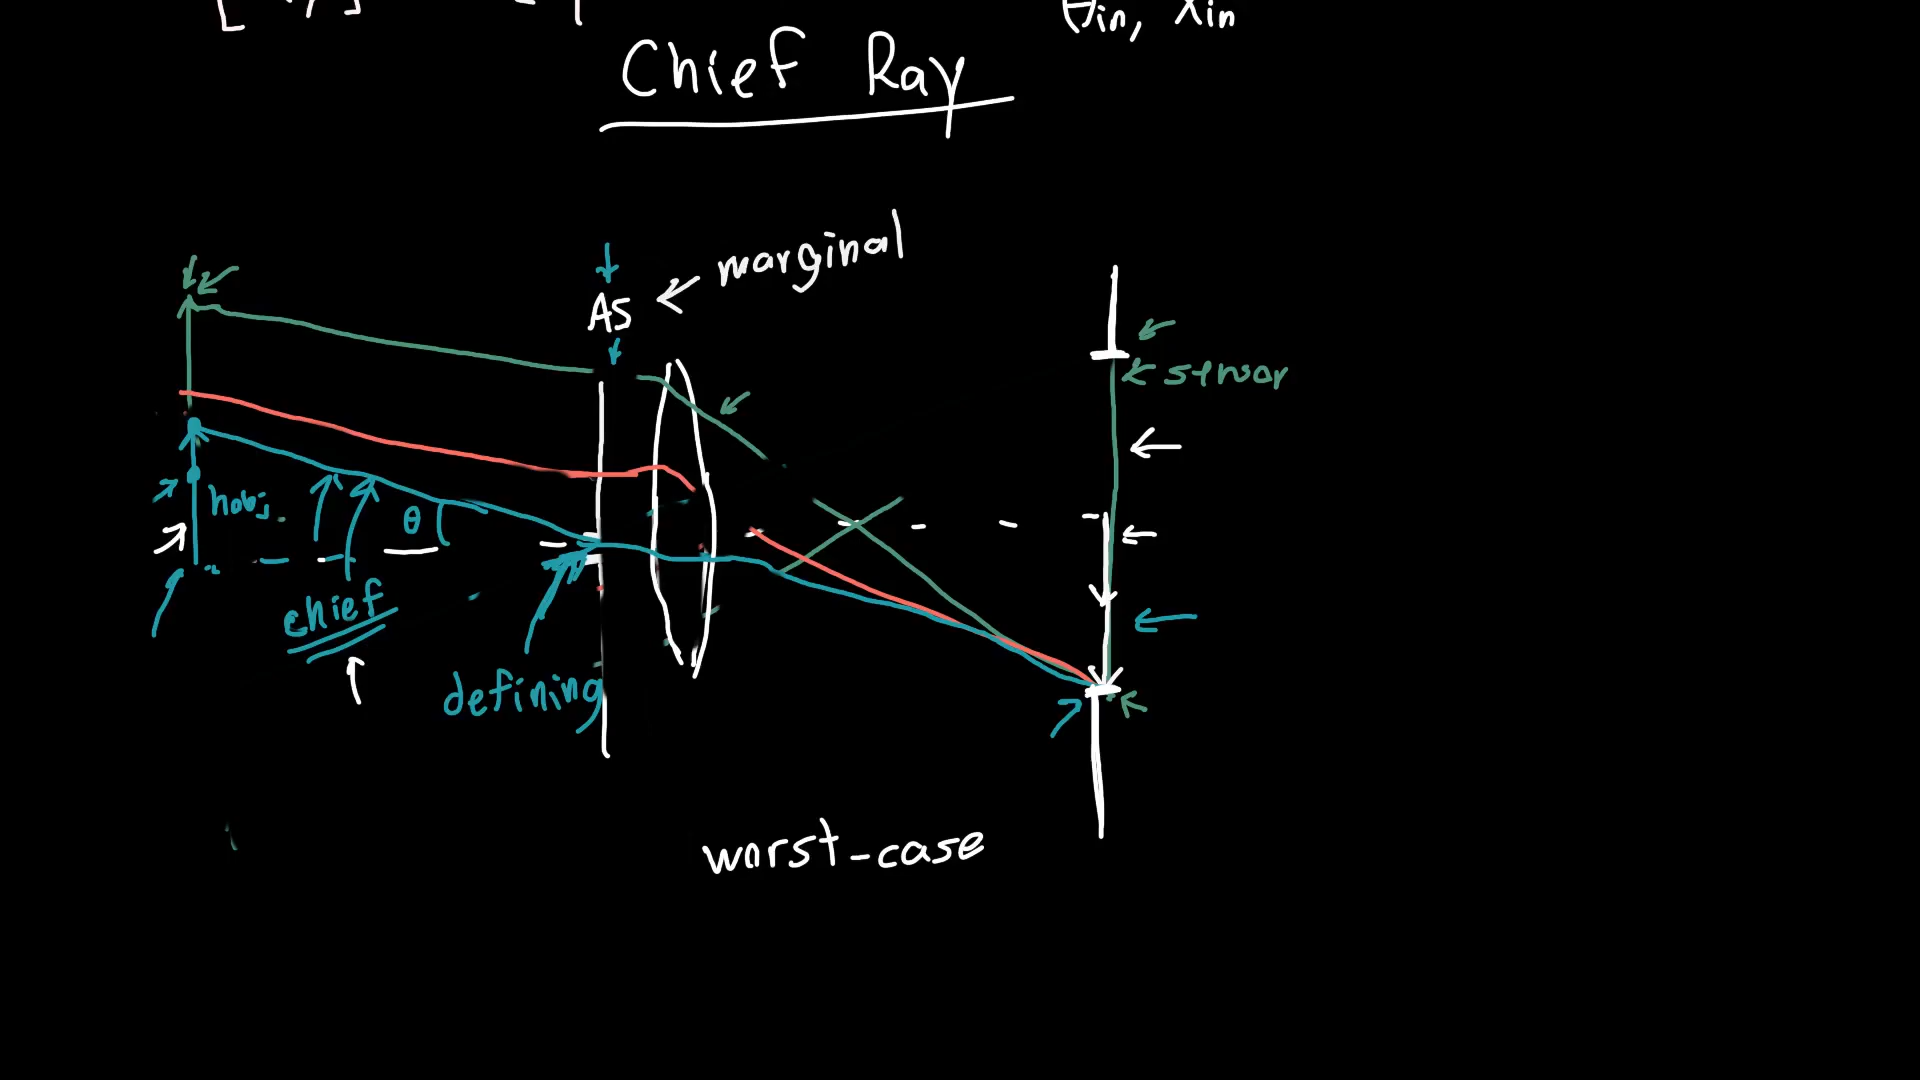 θin, xin
Chief Ray
marginal
AS
sensor
hobj.
θ
chief
defining
worst-case